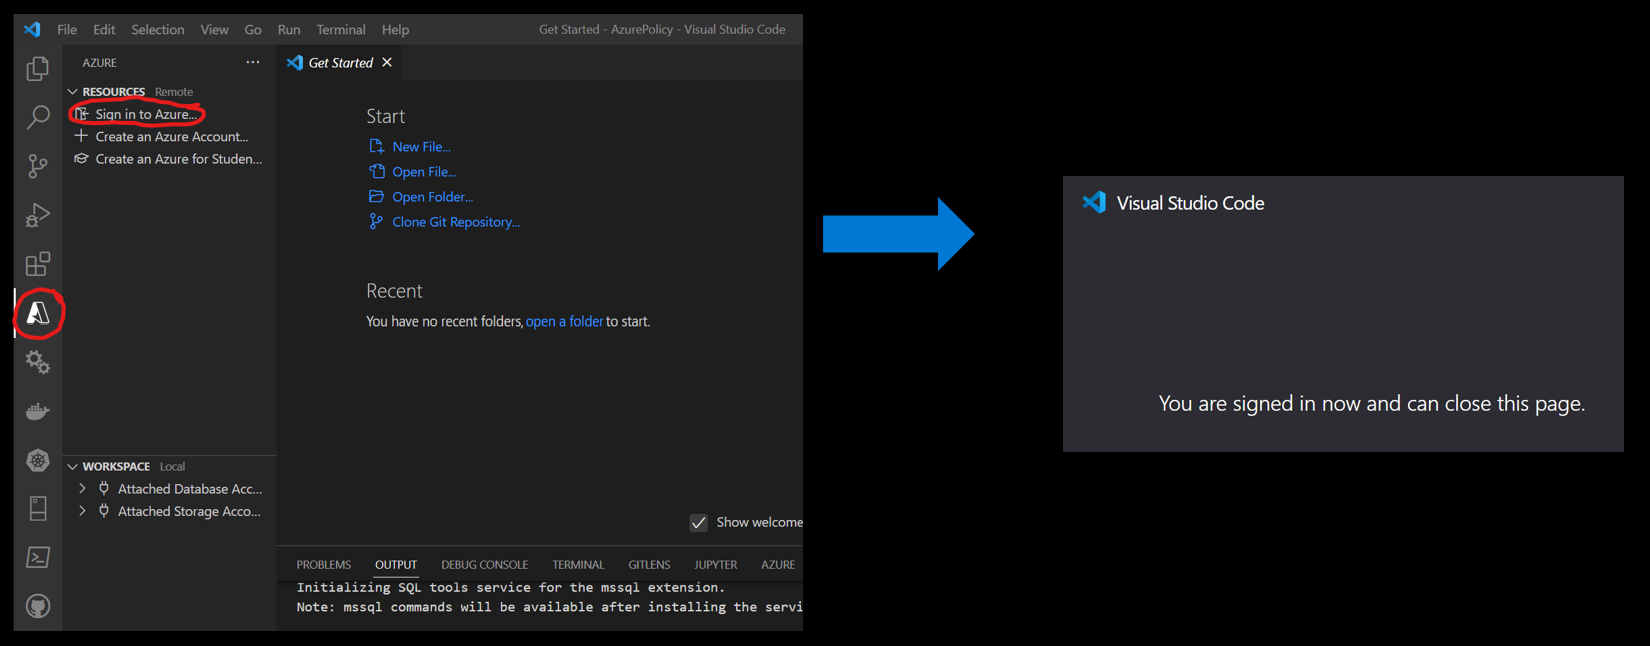 File Edit Selection View Go Run Terminal Help Get Started - AzurePolicy - Visual Studio Code
AZURE ···
Get Started
RESOURCES Remote
Sign in to Azure...
Create an Azure Account...
Create an Azure for Studen...
Start
New File...
Open File...
Open Folder...
Clone Git Repository...
Recent
You have no recent folders, open a folder to start.
WORKSPACE Local
Attached Database Acc...
Attached Storage Acco...
Show welcome
PROBLEMS OUTPUT DEBUG CONSOLE TERMINAL GITLENS JUPYTER AZURE
Initializing SQL tools service for the mssql extension.
Note: mssql commands will be available after installing the servi
Visual Studio Code
You are signed in now and can close this page.